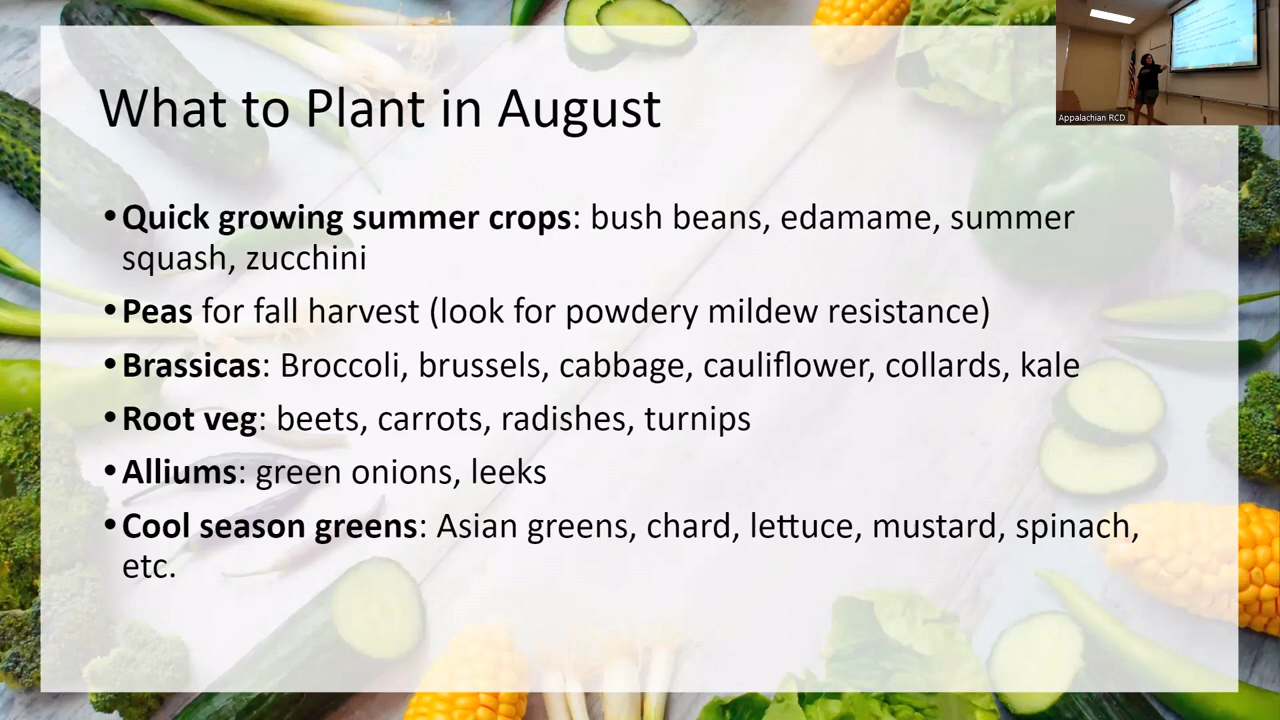 Appalachian RCD
What to Plant in August
•Quick growing summer crops: bush beans, edamame, summer
squash, zucchini
•Peas for fall harvest (look for powdery mildew resistance)
•Brassicas: Broccoli, brussels, cabbage, cauliflower, collards, kale
•Root veg: beets, carrots, radishes, turnips
•Alliums: green onions, leeks
•Cool season greens: Asian greens, chard, lettuce, mustard, spinach,
etc.